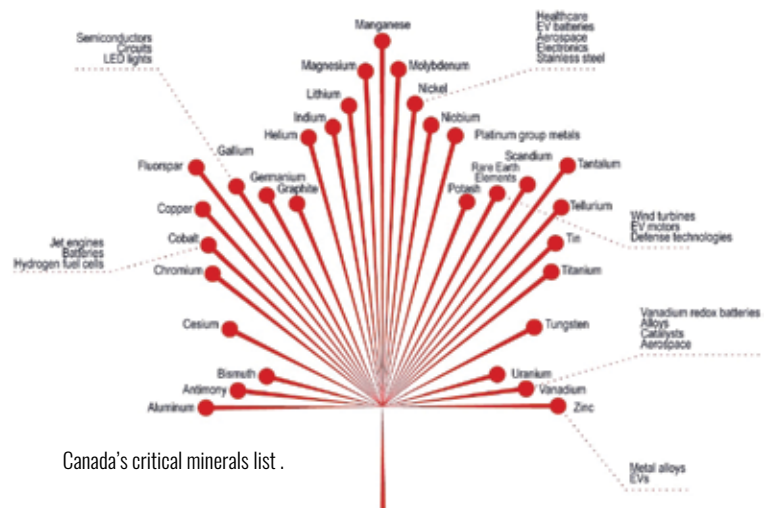 Manganese
Healthcare
EV batteries
Aerospace
Electronics
Stainless steel
Semiconductors
Circuits
LED lights
Magnesium
Molybdenum
Lithium
Nickel
Indium
Niobium
Helium
Platinum group metals
Gallium
Fluorspar
Germanium
Graphite
Scandium
Rare Earth
Elements
Tantalum
Potash
Copper
Tellurium
Wind turbines
EV motors
Defense technologies
Cobalt
Tin
Jet engines
Batteries
Hydrogen fuel cells
Chromium
Titanium
Cesium
Tungsten
Vanadium redox batteries
Alloys
Catalysts
Aerospace
Bismuth
Uranium
Antimony
Vanadium
Aluminum
Zinc
Canada's critical minerals list .
Metal alloys
EVs